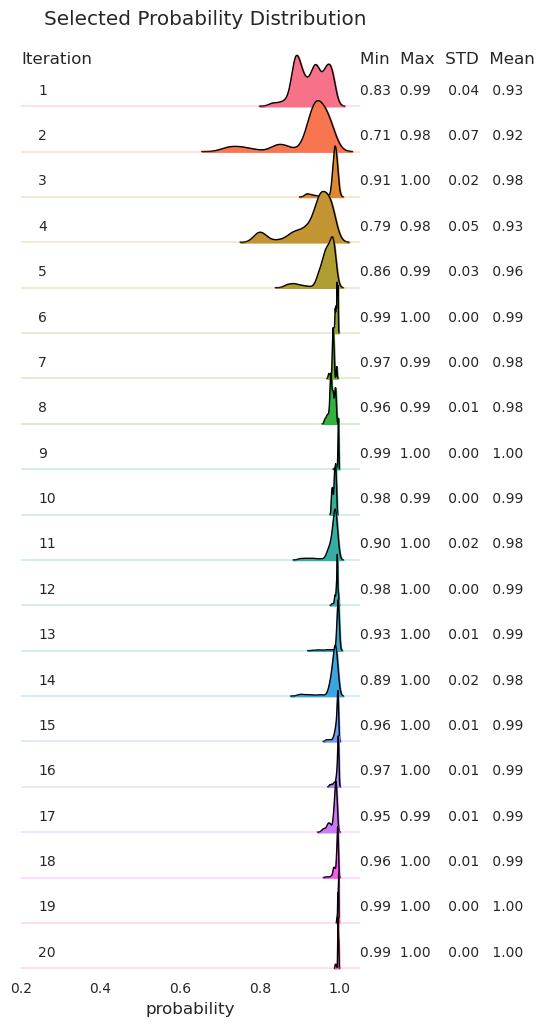 Selected Probability Distribution
Iteration Min Max STD Mean
1 0.83 0.99 0.04 0.93
2 0.71 0.98 0.07 0.92
3 0.91 1.00 0.02 0.98
4 0.79 0.98 0.05 0.93
5 0.86 0.99 0.03 0.96
6 0.99 1.00 0.00 0.99
7 0.97 0.99 0.00 0.98
8 0.96 0.99 0.01 0.98
9 0.99 1.00 0.00 1.00
10 0.98 0.99 0.00 0.99
11 0.90 1.00 0.02 0.98
12 0.98 1.00 0.00 0.99
13 0.93 1.00 0.01 0.99
14 0.89 1.00 0.02 0.98
15 0.96 1.00 0.01 0.99
16 0.97 1.00 0.01 0.99
17 0.95 0.99 0.01 0.99
18 0.96 1.00 0.01 0.99
19 0.99 1.00 0.00 1.00
20 0.99 1.00 0.00 1.00
0.2 0.4 0.6 0.8 1.0
probability